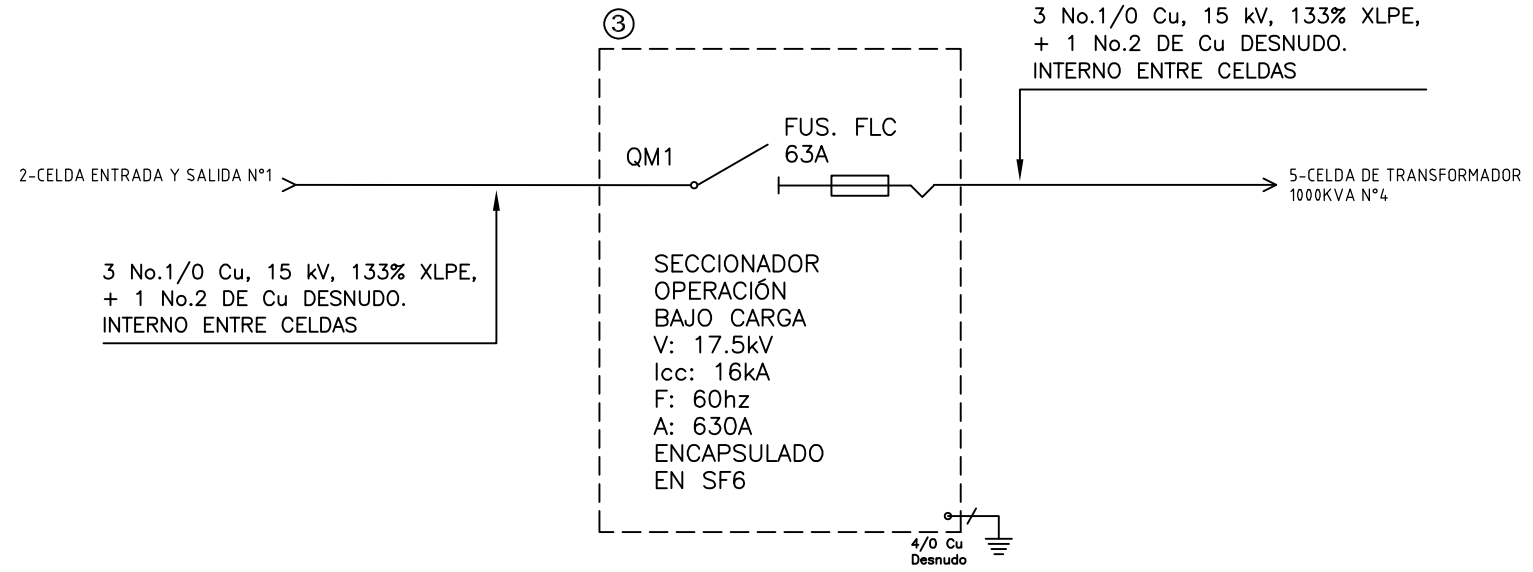 3
3 No.1/0 Cu, 15 kV, 133% XLPE,
+ 1 No.2 DE Cu DESNUDO.
INTERNO ENTRE CELDAS
FUS. FLC
63A
QM1
2-CELDA ENTRADA Y SALIDA N°1
5-CELDA DE TRANSFORMADOR
1000KVA N°4
3 No.1/0 Cu, 15 kV, 133% XLPE,
+ 1 No.2 DE Cu DESNUDO.
INTERNO ENTRE CELDAS
SECCIONADOR
OPERACIÓN
BAJO CARGA
V: 17.5kV
Icc: 16kA
F: 60hz
A: 630A
ENCAPSULADO
EN SF6
4/0 Cu
Desnudo